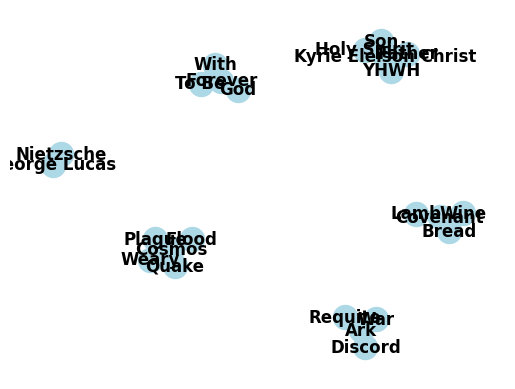 Son
Holy Spirit
Father
Kyrie Eleison Christ
YHWH
With
Forever
To Be
God
Nietzsche
eorge Lucas
Lamb
Wine
Covenant
Bread
Plague
Flood
Cosmos
Weary
Quake
Require
War
Ark
Discord